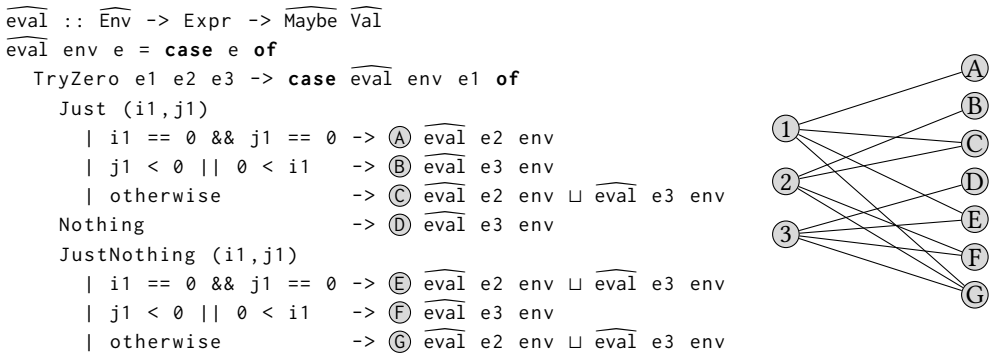 eval :: Env -> Expr -> Maybe Val
eval env e = case e of
TryZero e1 e2 e3 -> case eval env e1 of
Just (i1,j1)
| i1 == 0 && j1 == 0 -> Ⓐ eval e2 env
| j1 < 0 || 0 < i1 -> Ⓑ eval e3 env
| otherwise -> Ⓒ eval e2 env ⊔ eval e3 env
Nothing -> Ⓓ eval e3 env
JustNothing (i1,j1)
| i1 == 0 && j1 == 0 -> Ⓔ eval e2 env ⊔ eval e3 env
| j1 < 0 || 0 < i1 -> Ⓕ eval e3 env
| otherwise -> Ⓖ eval e2 env ⊔ eval e3 env
1
2
3
A
B
C
D
E
F
G